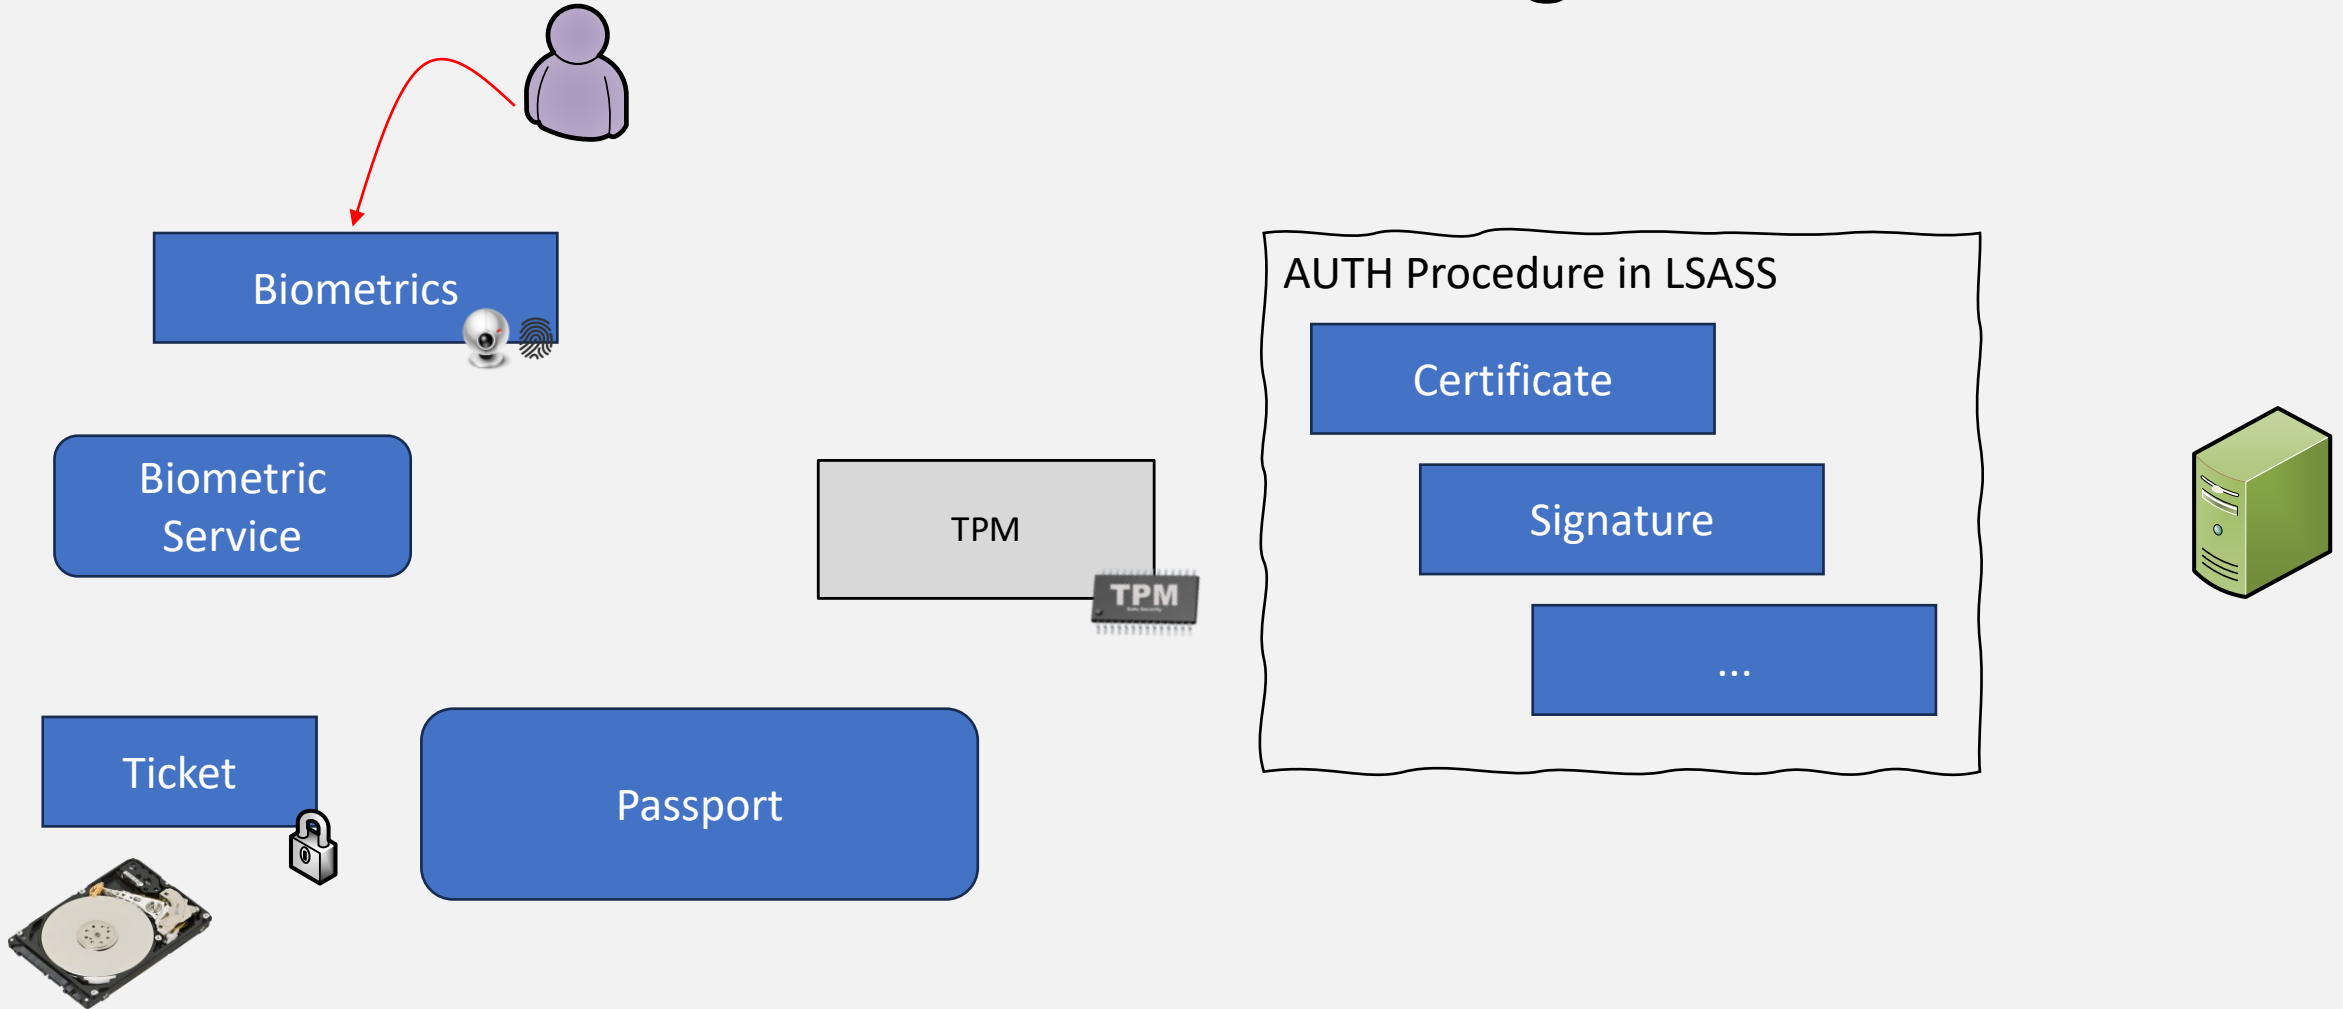 Biometrics
AUTH Procedure in LSASS
Certificate
Biometric
Service
TPM
TPM
Signature
...
Ticket
Passport